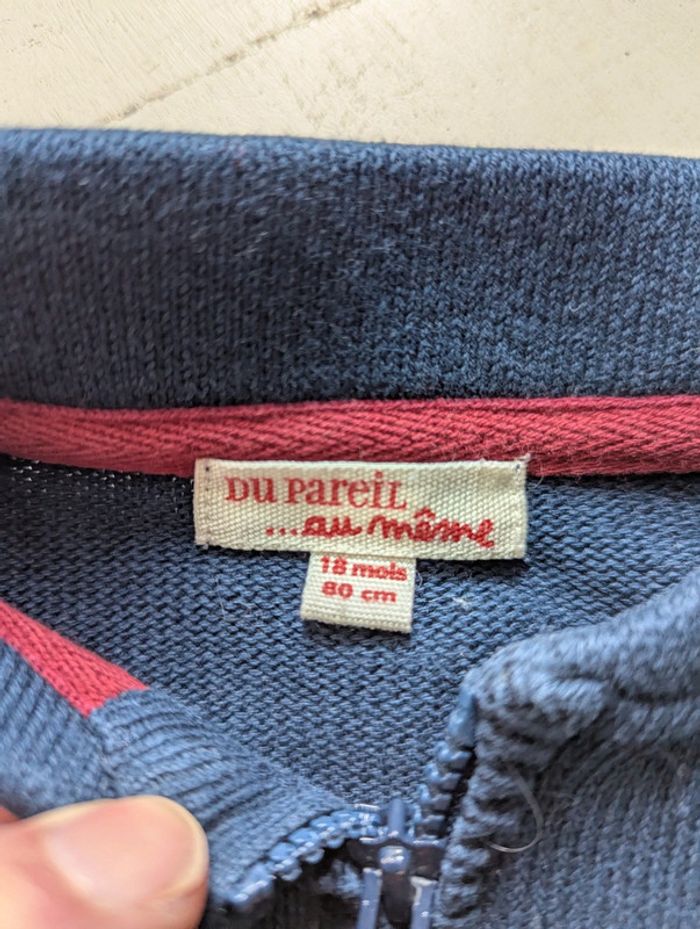 DU PareiL
...au même
18 mois
80 cm